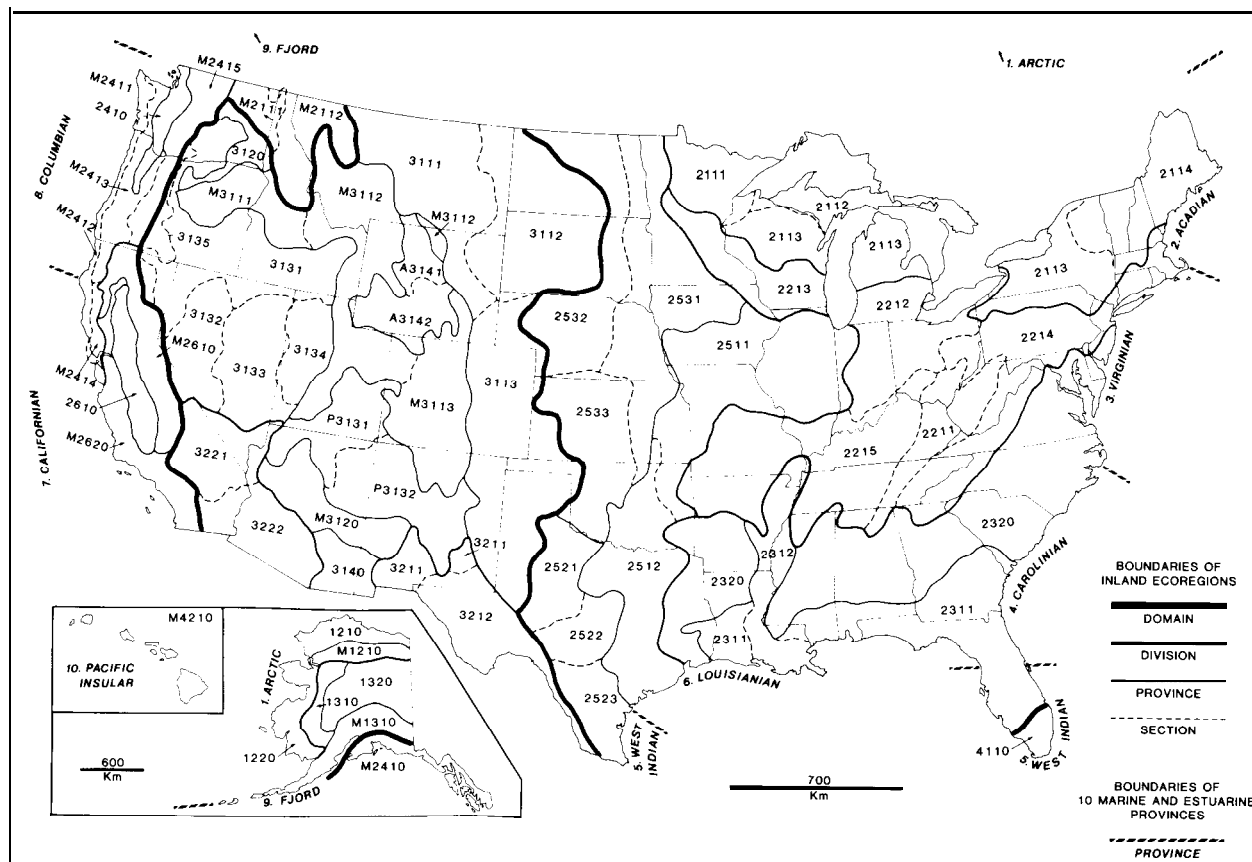 9. FJORD
1. ARCTIC
M2415
M2411
2410
M2111
M2112
8. COLUMBIAN
3120
3111
2111
2114
M2413
M3111
M3112
M3112
2112
2. ACADIAN
M2412
3135
3131
3112
2113
2113
2113
A3141
2213
2212
3132
A3142
2532
2531
2511
2214
M2610
3134
3133
3113
3. VIRGINIAN
M2414
M3113
2533
2610
P3131
2211
7. CALIFORNIAN
M2620
3221
2215
P3132
M3120
3222
3211
2320
2312
3140
3211
2521
2512
2320
4. CAROLINIAN
3212
2311
2522
2311
6. LOUISIANIAN
2523
5. WEST
INDIAN
4110
5. WEST INDIAN
M4210
10. PACIFIC
INSULAR
1210
M1210
1. ARCTIC
1320
1310
M1310
1220
M2410
9. FJORD
600
Km
700
Km
BOUNDARIES OF
INLAND ECOREGIONS
DOMAIN
DIVISION
PROVINCE
SECTION
BOUNDARIES OF
10 MARINE AND ESTUARINE
PROVINCES
PROVINCE